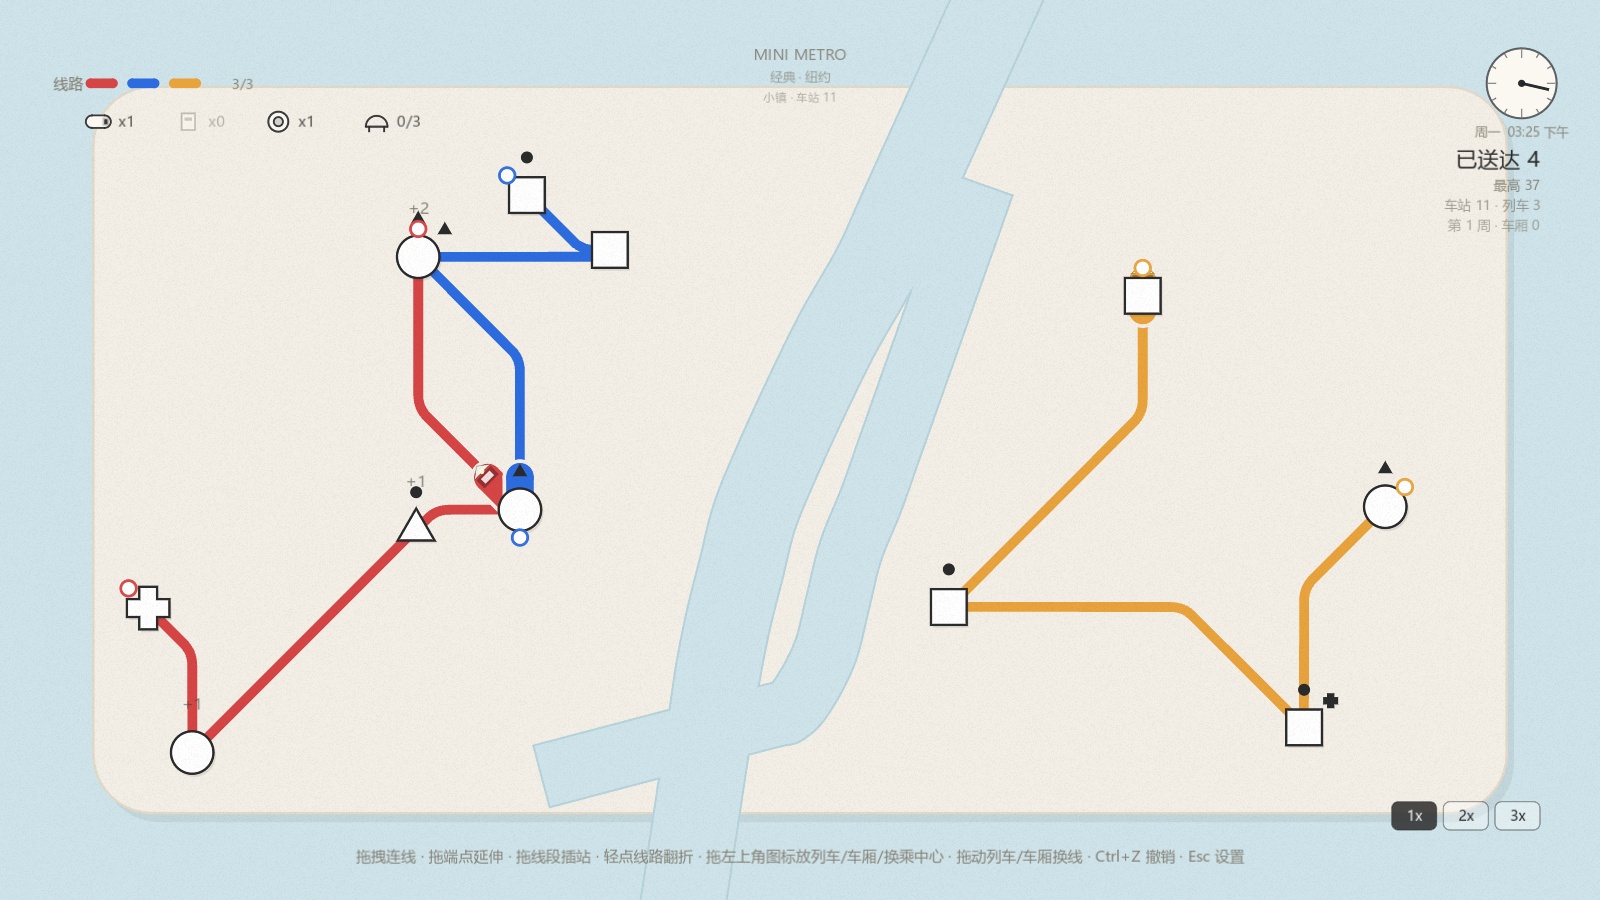 MINI METRO
经典 · 纽约
小镇 · 车站 11
线路 3/3
x1 x0 x1 0/3
周一 03:25 下午
已送达 4
最高 37
车站 11 · 列车 3
第 1 周 · 车厢 0
+2
+1
+1
1x 2x 3x
拖拽连线 · 拖端点延伸 · 拖线段插站 · 轻点线路翻折 · 拖左上角图标放列车/车厢/换乘中心 · 拖动列车/车厢换线 · Ctrl+Z 撤销 · Esc 设置